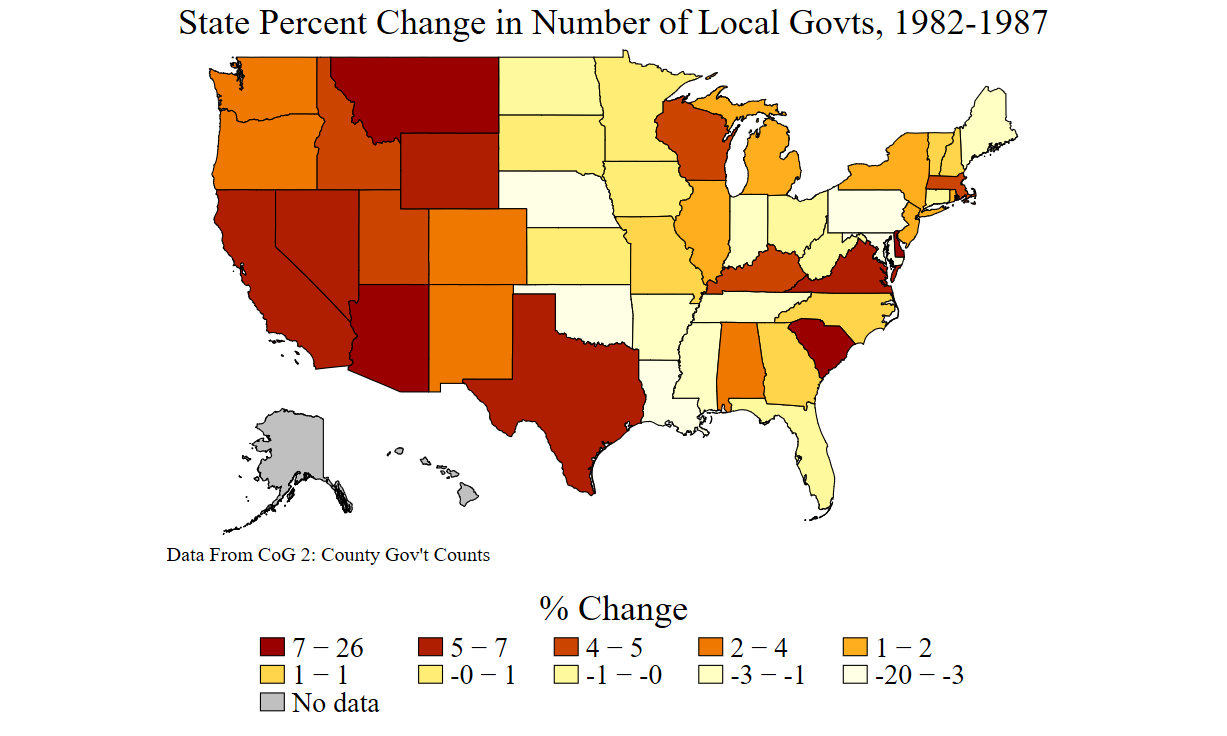 State Percent Change in Number of Local Govts, 1982-1987
Data From CoG 2: County Gov't Counts
% Change
7 − 26 5 − 7 4 − 5 2 − 4 1 − 2
1 − 1 -0 − 1 -1 − -0 -3 − -1 -20 − -3
No data